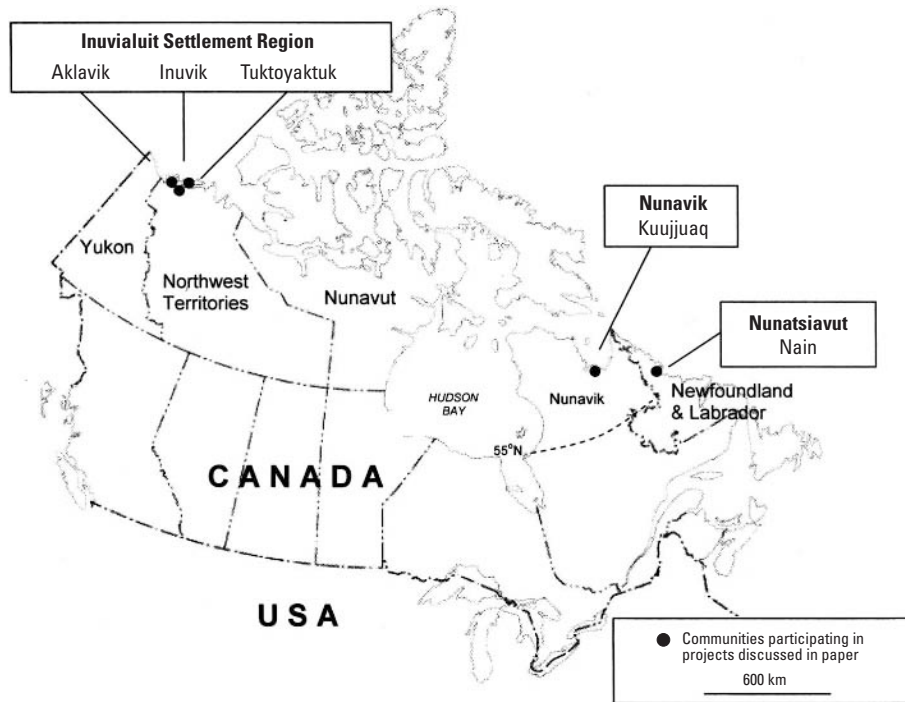 Inuvialuit Settlement Region
Aklavik Inuvik Tuktoyaktuk
Nunavik
Kuujjuaq
Yukon
Northwest
Territories
Nunavut
Nunatsiavut
Nain
HUDSON
BAY
Nunavik
Newfoundland
& Labrador
55°N
CANADA
USA
Communities participating in
projects discussed in paper
600 km